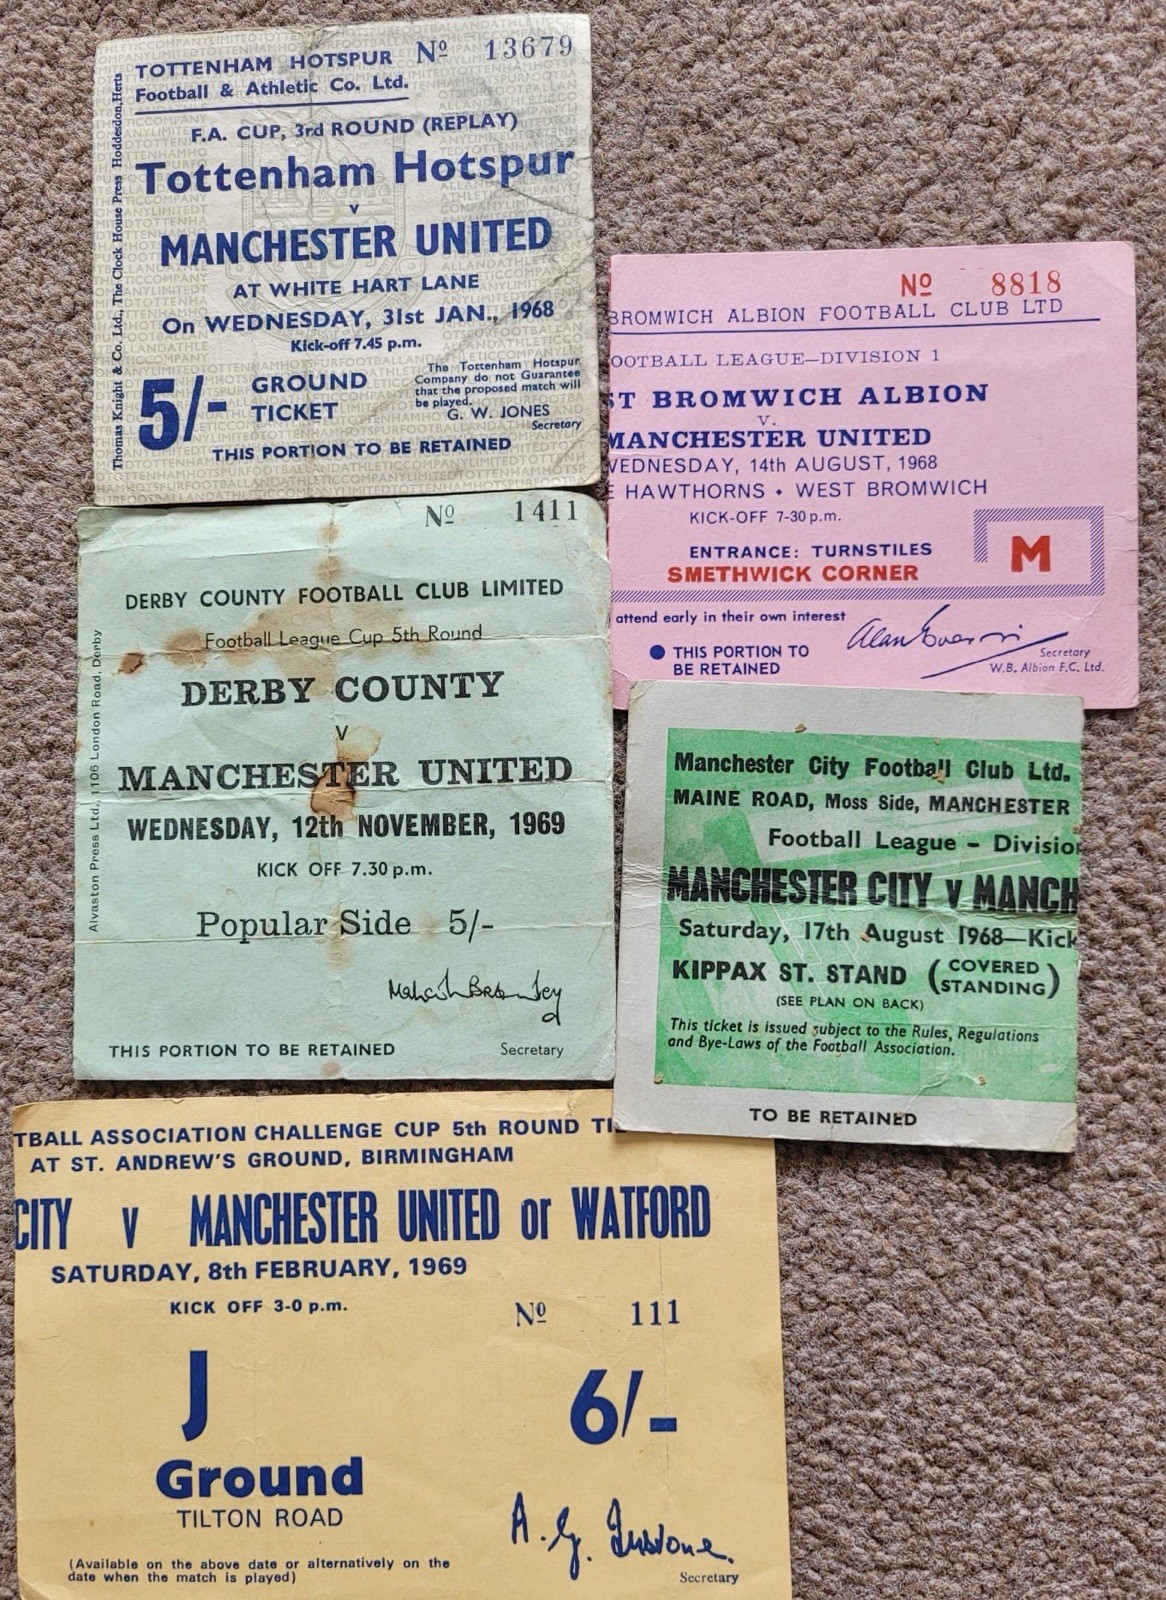 TOTTENHAM HOTSPUR Nº 13679
Football & Athletic Co. Ltd.
F.A. CUP, 3rd ROUND (REPLAY)
Tottenham Hotspur
v
MANCHESTER UNITED
AT WHITE HART LANE
On WEDNESDAY, 31st JAN., 1968
Kick-off 7.45 p.m.
5/- GROUND TICKET
The Tottenham Hotspur
Company do not Guarantee
that the proposed match will
be played.
G. W. JONES
Secretary
THIS PORTION TO BE RETAINED
Thomas Knight & Co. Ltd., The Clock House Press Hoddesdon, Herts
Nº 8818
BROMWICH ALBION FOOTBALL CLUB LTD
OOTBALL LEAGUE—DIVISION 1
ST BROMWICH ALBION
V.
MANCHESTER UNITED
WEDNESDAY, 14th AUGUST, 1968
E HAWTHORNS • WEST BROMWICH
KICK-OFF 7-30 p.m.
ENTRANCE: TURNSTILES
SMETHWICK CORNER
M
attend early in their own interest
● THIS PORTION TO
BE RETAINED
Secretary
W.B. Albion F.C. Ltd.
Nº 1411
DERBY COUNTY FOOTBALL CLUB LIMITED
Football League Cup 5th Round
DERBY COUNTY
v
MANCHESTER UNITED
WEDNESDAY, 12th NOVEMBER, 1969
KICK OFF 7.30 p.m.
Popular Side 5/-
THIS PORTION TO BE RETAINED Secretary
Alvaston Press Ltd., 1106 London Road, Derby
Manchester City Football Club Ltd.
MAINE ROAD, Moss Side, MANCHESTER
Football League - Divisio
MANCHESTER CITY v MANCH
Saturday, 17th August 1968—Kick
KIPPAX ST. STAND (COVERED STANDING)
(SEE PLAN ON BACK)
This ticket is issued subject to the Rules, Regulations
and Bye-Laws of the Football Association.
TO BE RETAINED
TBALL ASSOCIATION CHALLENGE CUP 5th ROUND TI
AT ST. ANDREW'S GROUND, BIRMINGHAM
CITY v MANCHESTER UNITED or WATFORD
SATURDAY, 8th FEBRUARY, 1969
KICK OFF 3-0 p.m.
Nº 111
J 6/-
Ground
TILTON ROAD
(Available on the above date or alternatively on the
date when the match is played)
Secretary